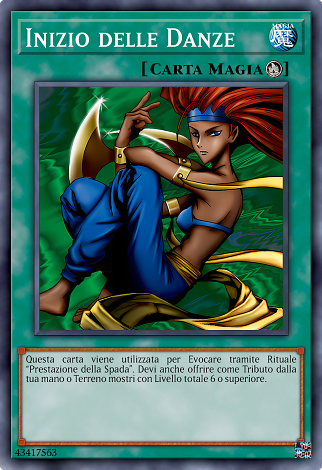 INIZIO DELLE DANZE
MAGIA
[CARTA MAGIA]
Questa carta viene utilizzata per Evocare tramite Rituale
“Prestazione della Spada”. Devi anche offrire come Tributo dalla
tua mano o Terreno mostri con Livello totale 6 o superiore.
43417563